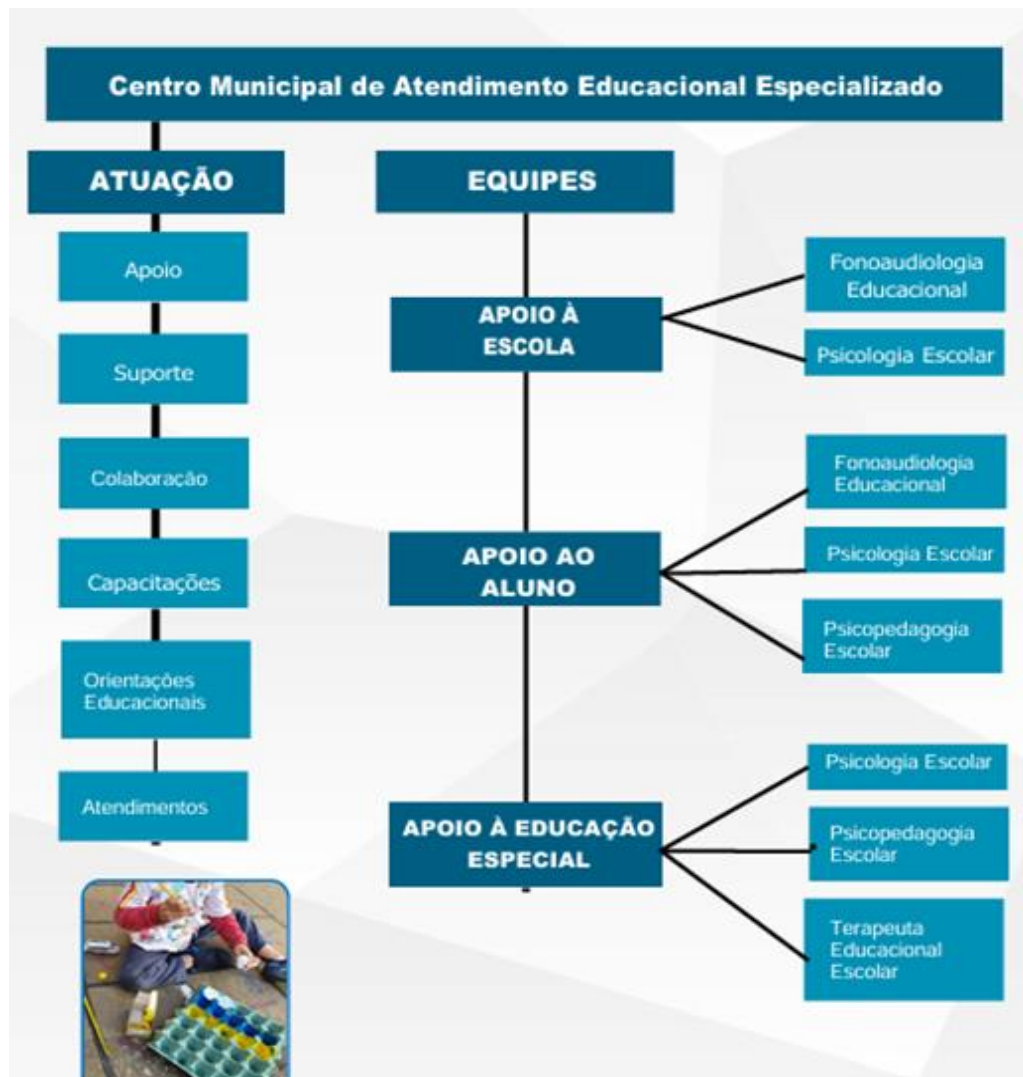 Centro Municipal de Atendimento Educacional Especializado
ATUAÇÃO
Apoio
Suporte
Colaboração
Capacitações
Orientações
Educacionais
Atendimentos
EQUIPES
APOIO À
ESCOLA
Fonoaudiologia
Educacional
Psicologia Escolar
APOIO AO
ALUNO
Fonoaudiologia
Educacional
Psicologia Escolar
Psicopedagogia
Escolar
APOIO À EDUCAÇÃO
ESPECIAL
Psicologia Escolar
Psicopedagogia
Escolar
Terapeuta
Educacional
Escolar